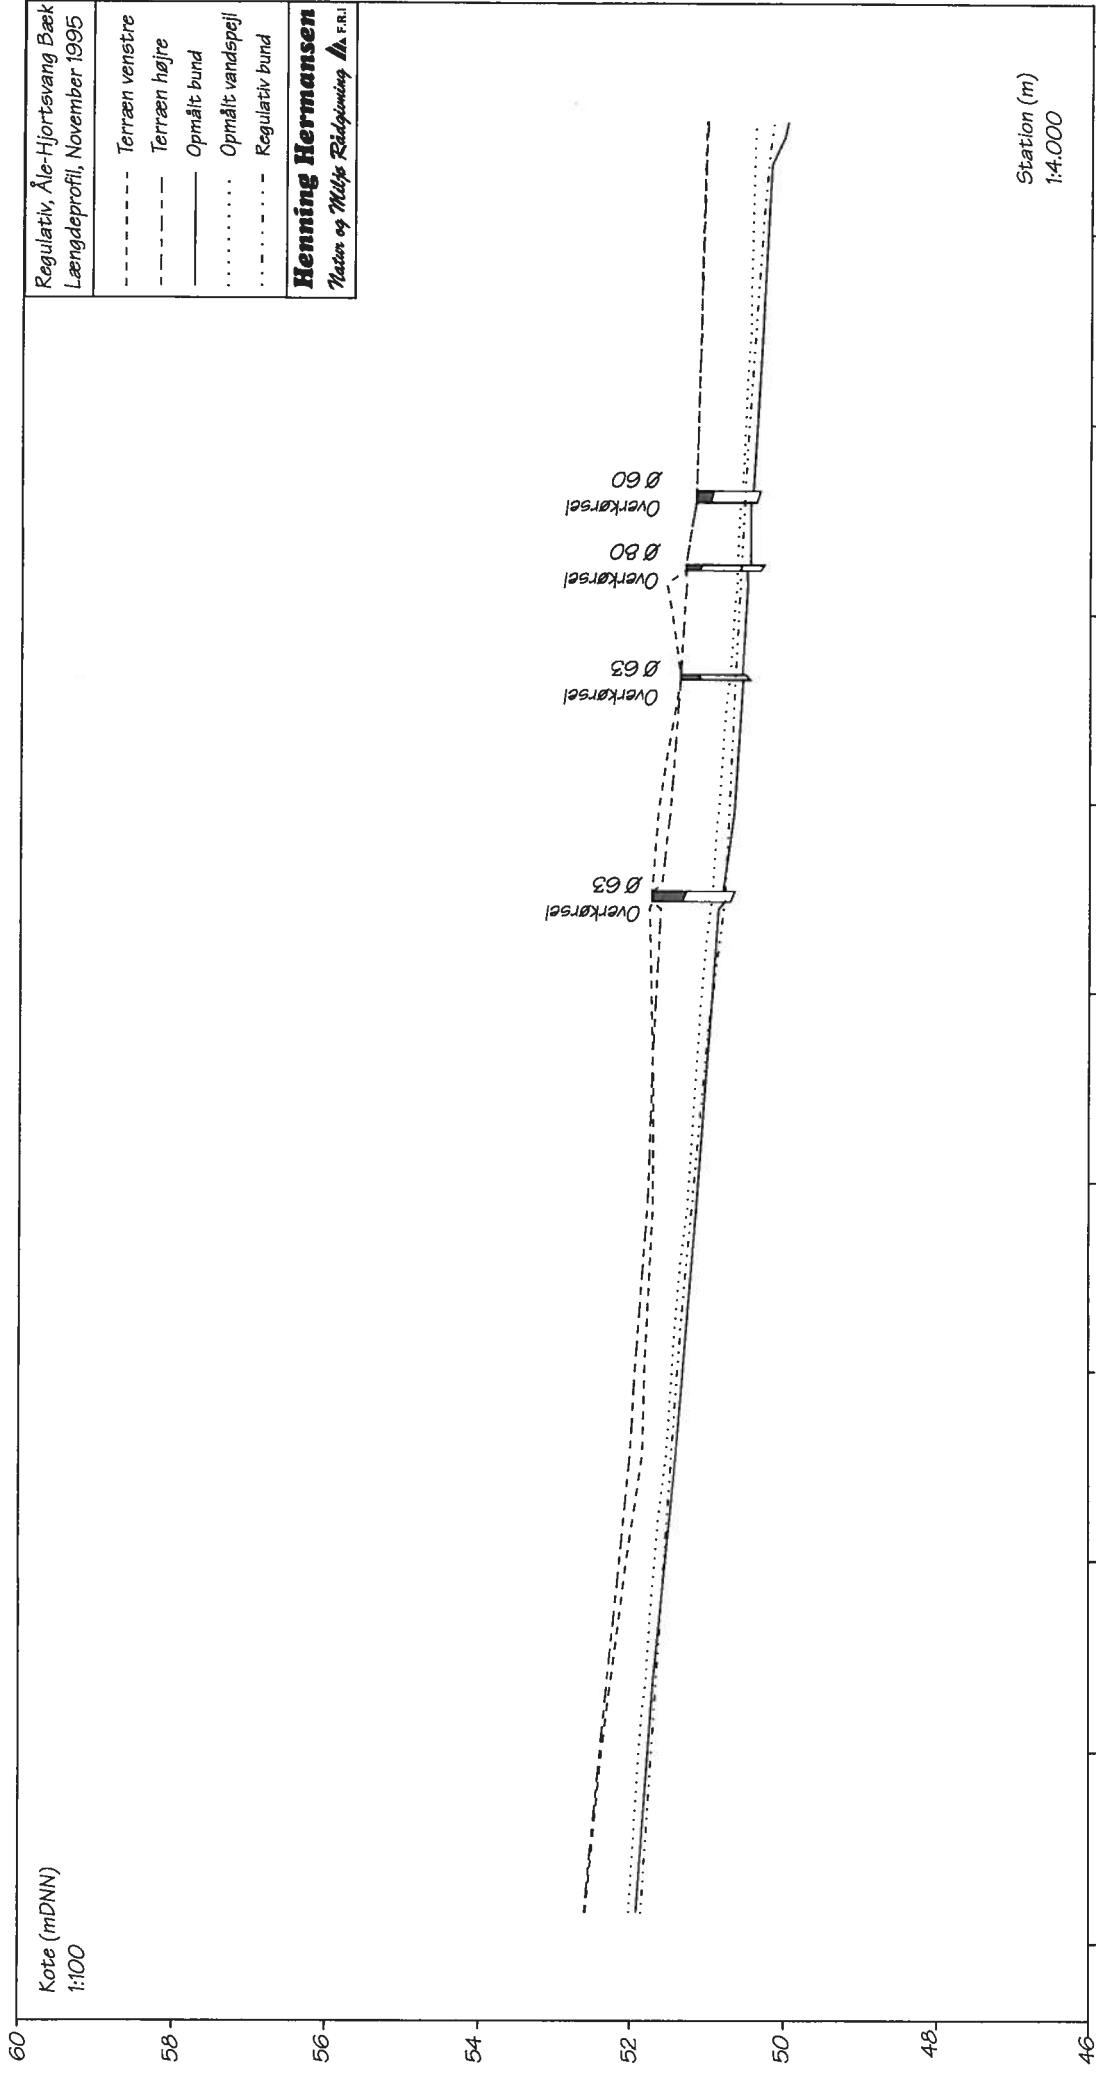 Kote (mDNN)
1:100
Regulativ, Åle-Hjortsvang Bæk
Længdeprofil, November 1995
Terræn venstre
Terræn højre
Opmålt bund
Opmålt vandspejl
Regulativ bund
Henning Hermansen
Natur og Miljø Rådgivning F.R.I
60
58
56
54
52
50
48
46
Overkørsel
Ø 63
Overkørsel
Ø 63
Overkørsel
Ø 80
Overkørsel
Ø 60
Station (m)
1:4.000